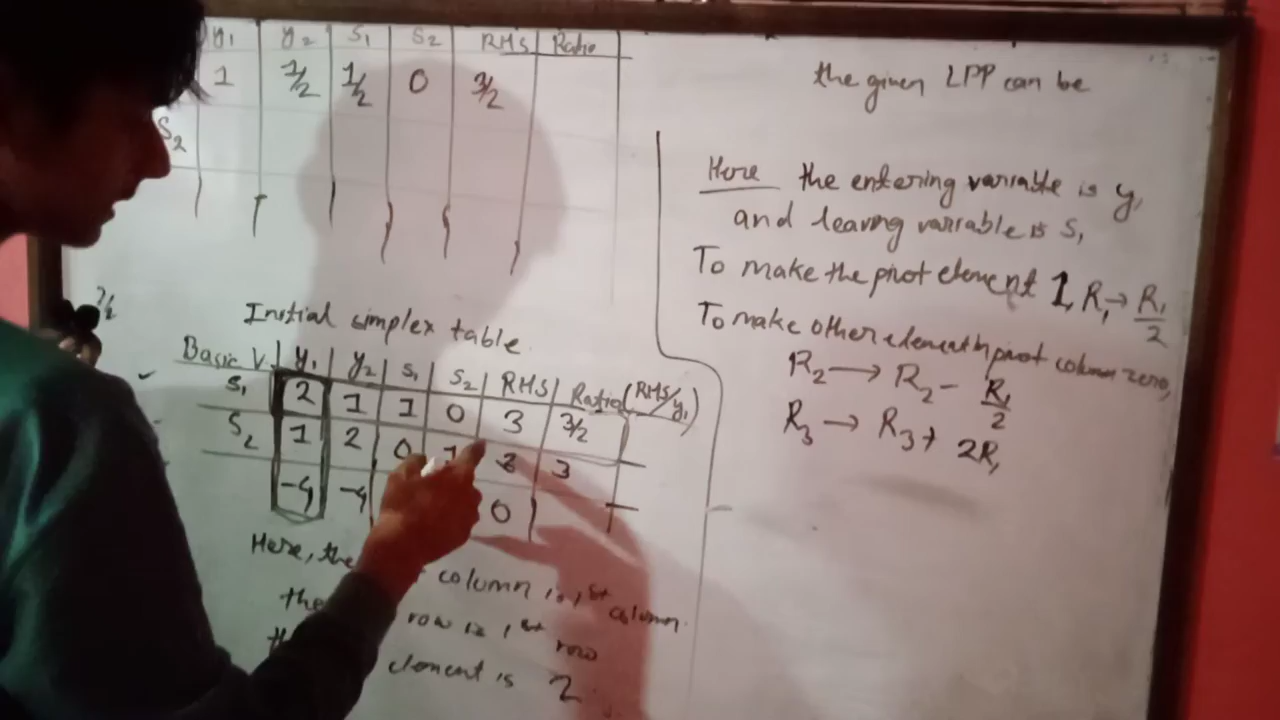 y₁ y₂ S₁ S₂ RHS Ratio
1 1/2 1/2 0 3/2
S₂
Initial simplex table
Basic V. y₁ y₂ S₁ S₂ RHS Ratio (RHS/y₁)
S₁ 2 1 1 0 3 3/2
S₂ 1 2 0 1 3 3
-4 -4 0
Here, the column is 1st column.
the row is 1st row
element is 2
the given LPP can be
Here the entering variable is y₁
and leaving variable is S₁
To make the pivot element 1, R₁→ R₁/2
To make other element in pivot column zero,
R₂ → R₂ - R₁/2
R₃ → R₃ + 2R₁